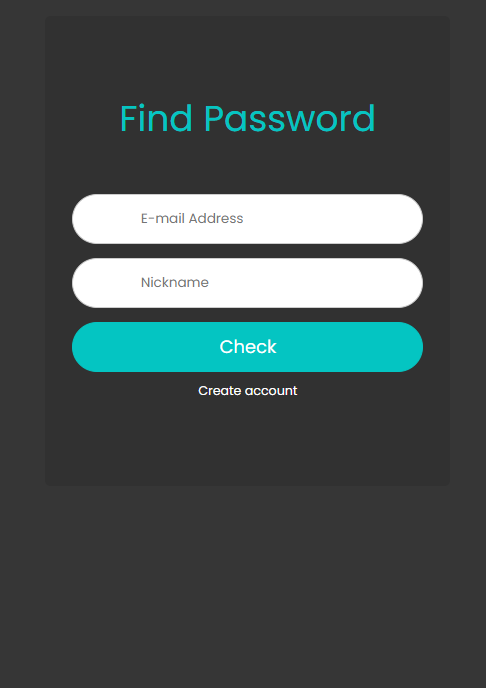 Find Password
E-mail Address
Nickname
Check
Create account